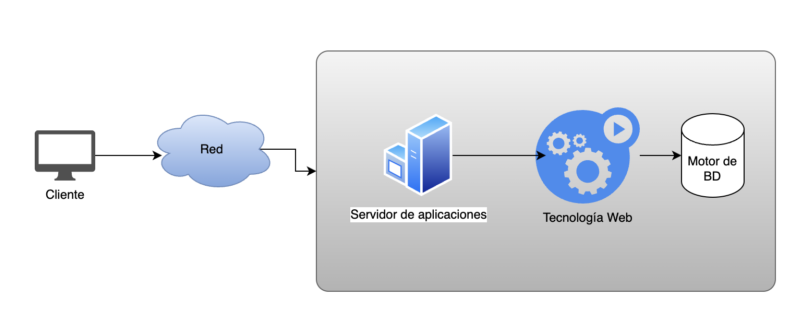 Cliente
Red
Servidor de aplicaciones
Tecnología Web
Motor de
BD